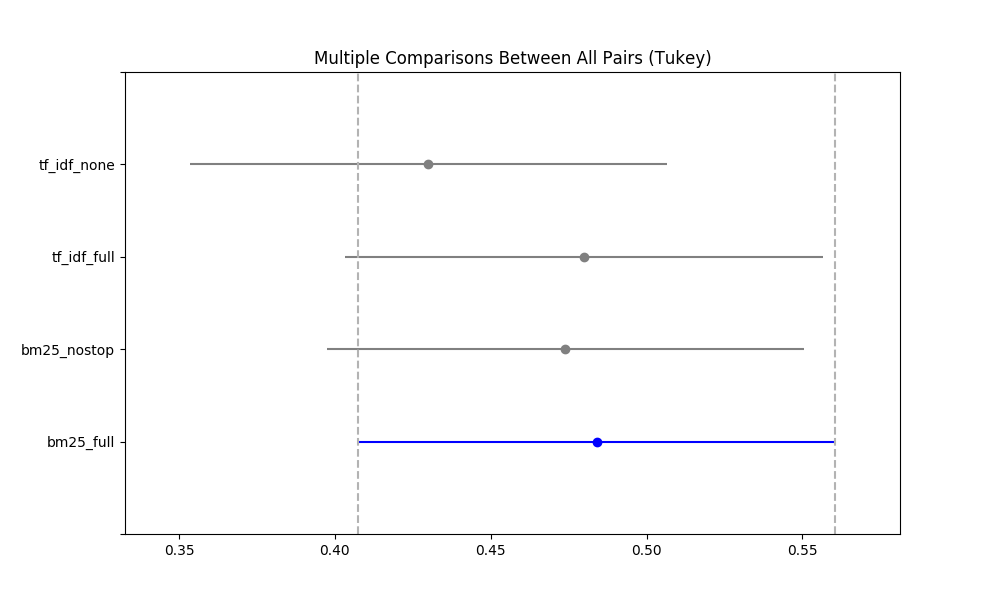 Multiple Comparisons Between All Pairs (Tukey)
tf_idf_none
tf_idf_full
bm25_nostop
bm25_full
0.35 0.40 0.45 0.50 0.55